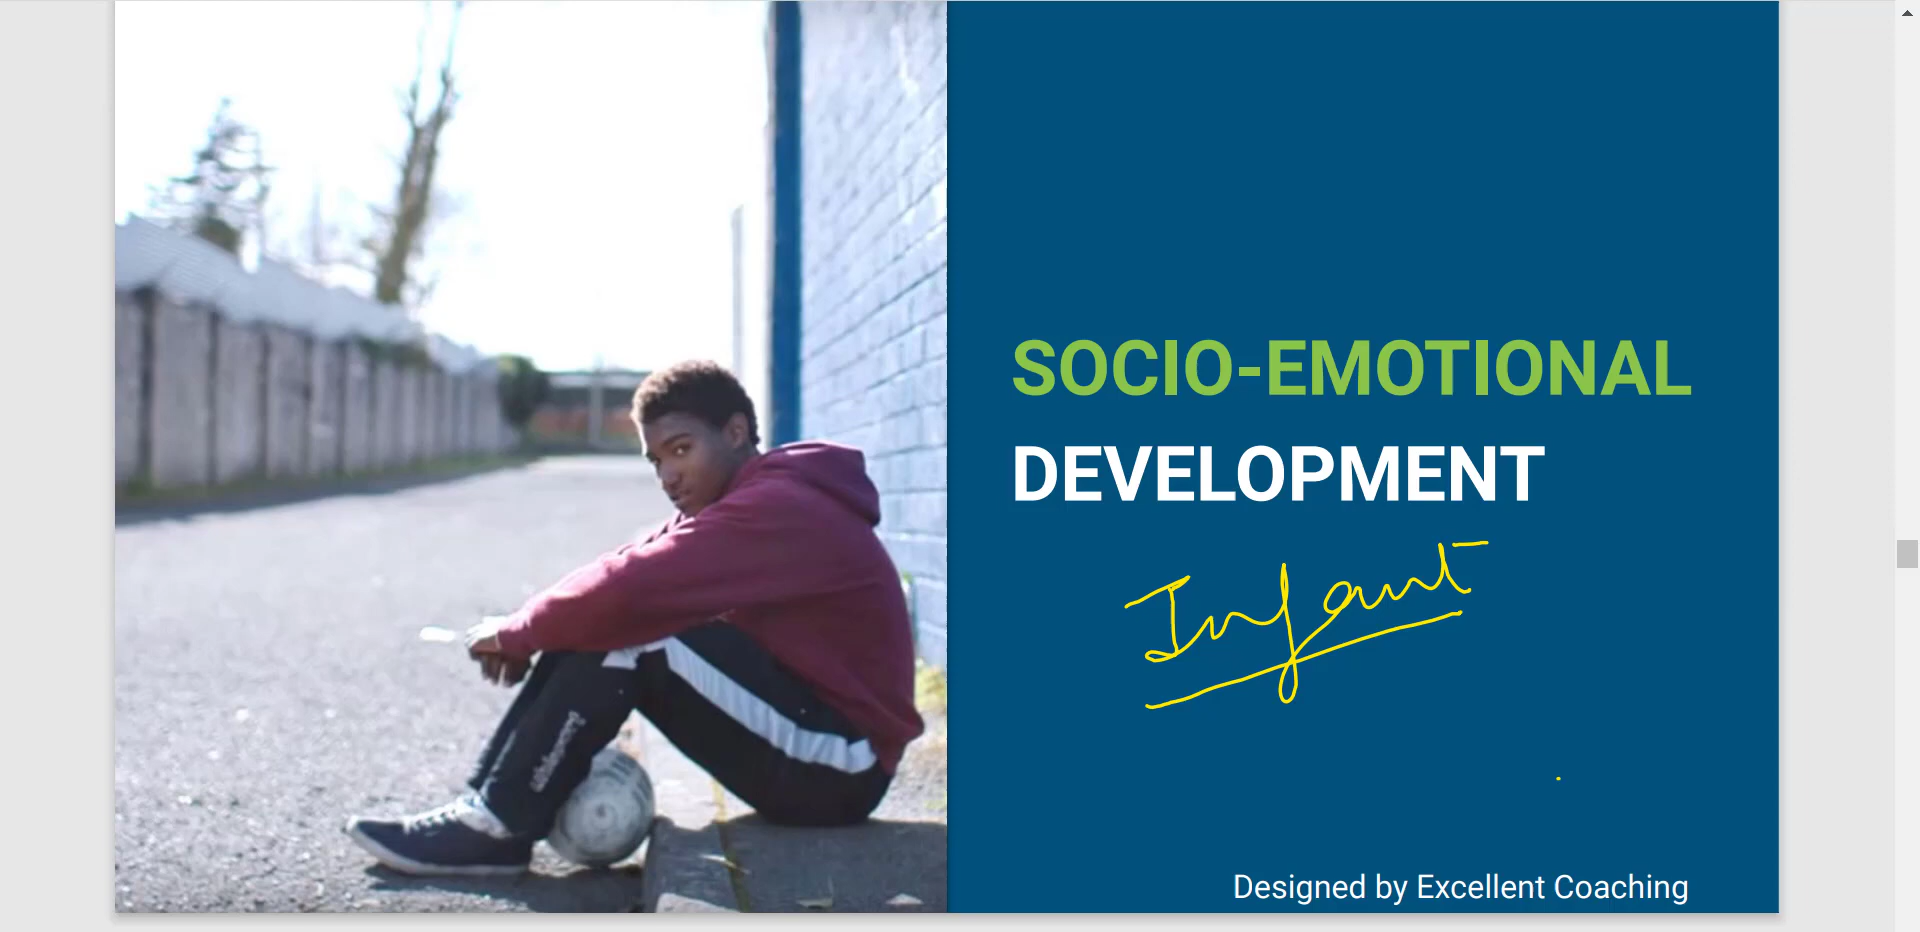 SOCIO-EMOTIONAL
DEVELOPMENT
Infant
Designed by Excellent Coaching